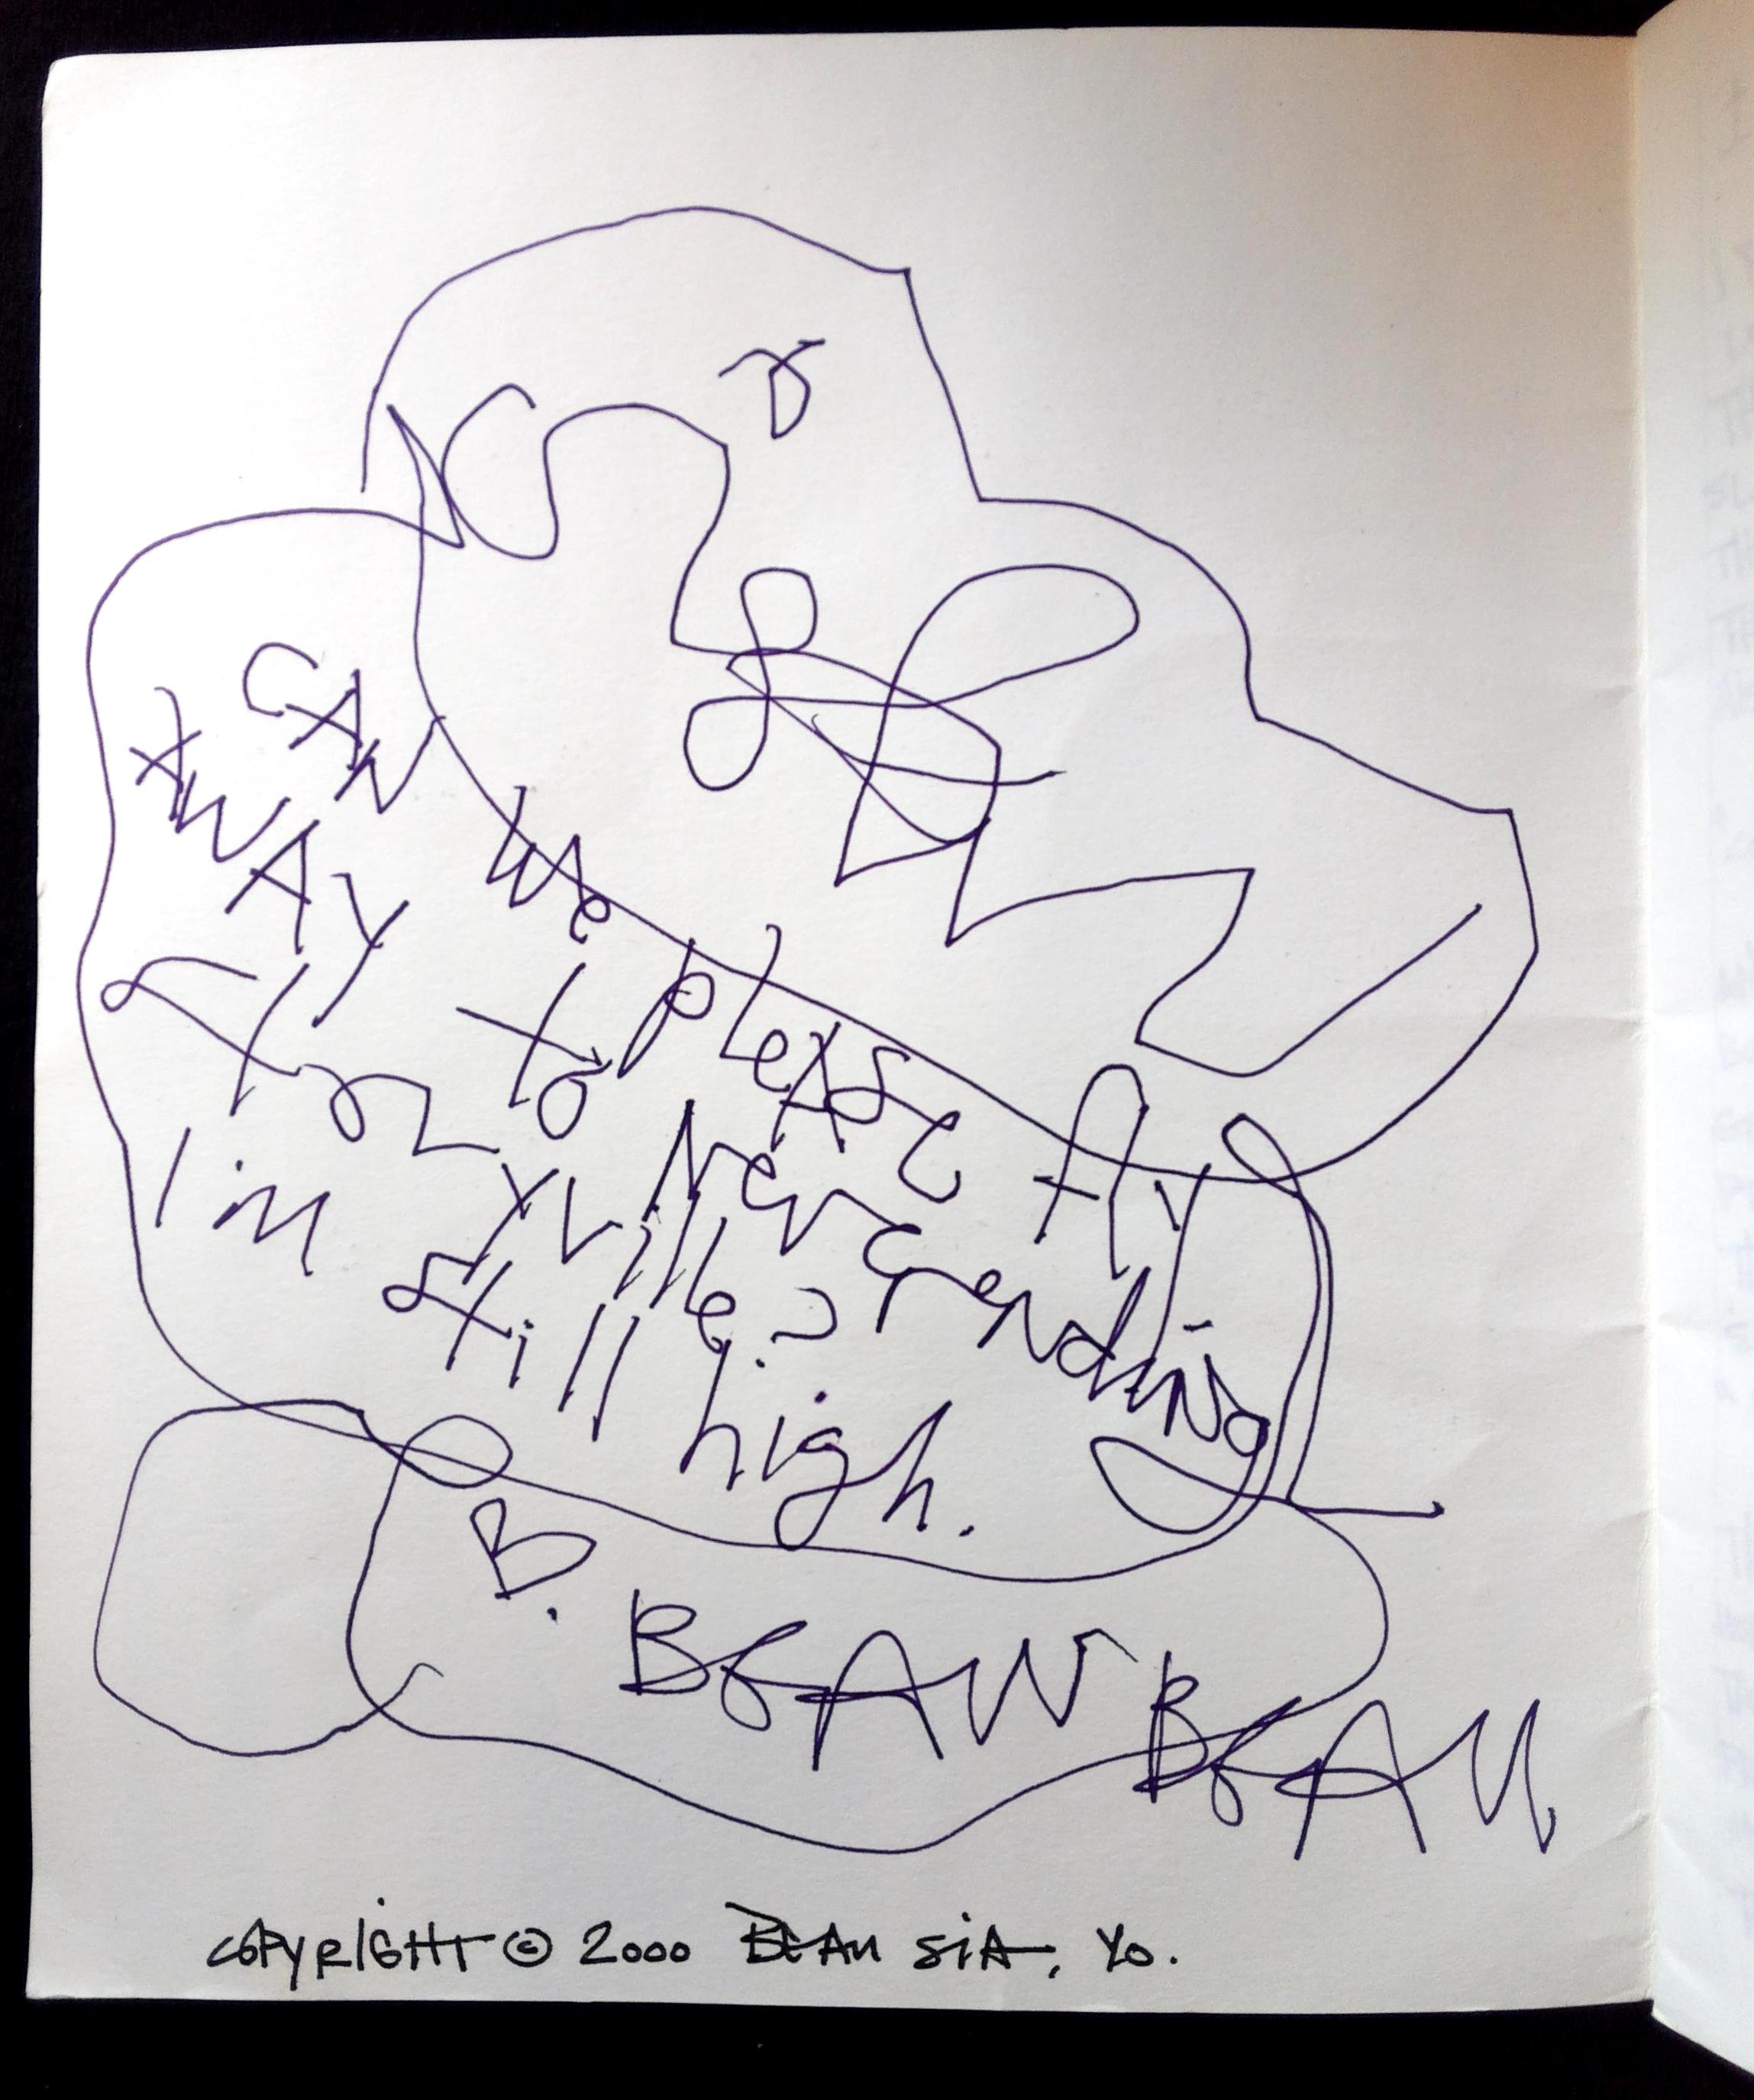 CAN We pleAse fly
AWAY to Neverending
StoryVille?
I'm still high.
B. BEAU BEAU
COPYRIGHT © 2000 BEAU SIA, YO.